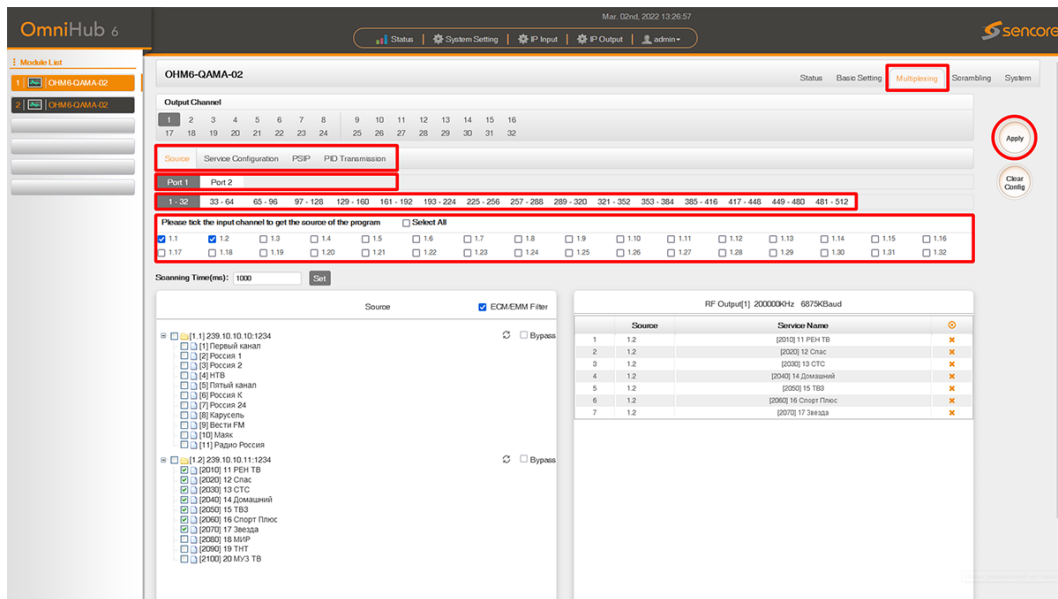 Mar. 02nd, 2022 13:26:57
OmniHub 6
Status | System Setting | IP Input | IP Output | admin
sencore
Module List
1 OHM6-QAMA-02
2 OHM6-QAMA-02
OHM6-QAMA-02
Status Basic Setting Multiplexing Scrambling System
Output Channel
1 2 3 4 5 6 7 8 9 10 11 12 13 14 15 16
17 18 19 20 21 22 23 24 25 26 27 28 29 30 31 32
Apply
Source Service Configuration PSIP PID Transmission
Port 1 Port 2
Clear
Config
1 - 32 33 - 64 65 - 96 97 - 128 129 - 160 161 - 192 193 - 224 225 - 256 257 - 288 289 - 320 321 - 352 353 - 384 385 - 416 417 - 448 449 - 480 481 - 512
Please tick the input channel to get the source of the program Select All
1.1 1.2 1.3 1.4 1.5 1.6 1.7 1.8 1.9 1.10 1.11 1.12 1.13 1.14 1.15 1.16
1.17 1.18 1.19 1.20 1.21 1.22 1.23 1.24 1.25 1.26 1.27 1.28 1.29 1.30 1.31 1.32
Scanning Time(ms): 1000 Set
Source ECM/EMM Filter
[1.1] 239.10.10.10:1234 Bypass
[1] Первый канал
[2] Россия 1
[3] Россия 2
[4] НТВ
[5] Пятый канал
[6] Россия К
[7] Россия 24
[8] Карусель
[9] Вести FM
[10] Маяк
[11] Радио Россия
[1.2] 239.10.10.11:1234 Bypass
[2010] 11 РЕН ТВ
[2020] 12 Спас
[2030] 13 СТС
[2040] 14 Домашний
[2050] 15 ТВ3
[2060] 16 Спорт Плюс
[2070] 17 Звезда
[2080] 18 МИР
[2090] 19 ТНТ
[2100] 20 МУЗ ТВ
RF Output[1] 200000KHz 6875KBaud
Source Service Name
1 1.2 [2010] 11 РЕН ТВ
2 1.2 [2020] 12 Спас
3 1.2 [2030] 13 СТС
4 1.2 [2040] 14 Домашний
5 1.2 [2050] 15 ТВ3
6 1.2 [2060] 16 Спорт Плюс
7 1.2 [2070] 17 Звезда